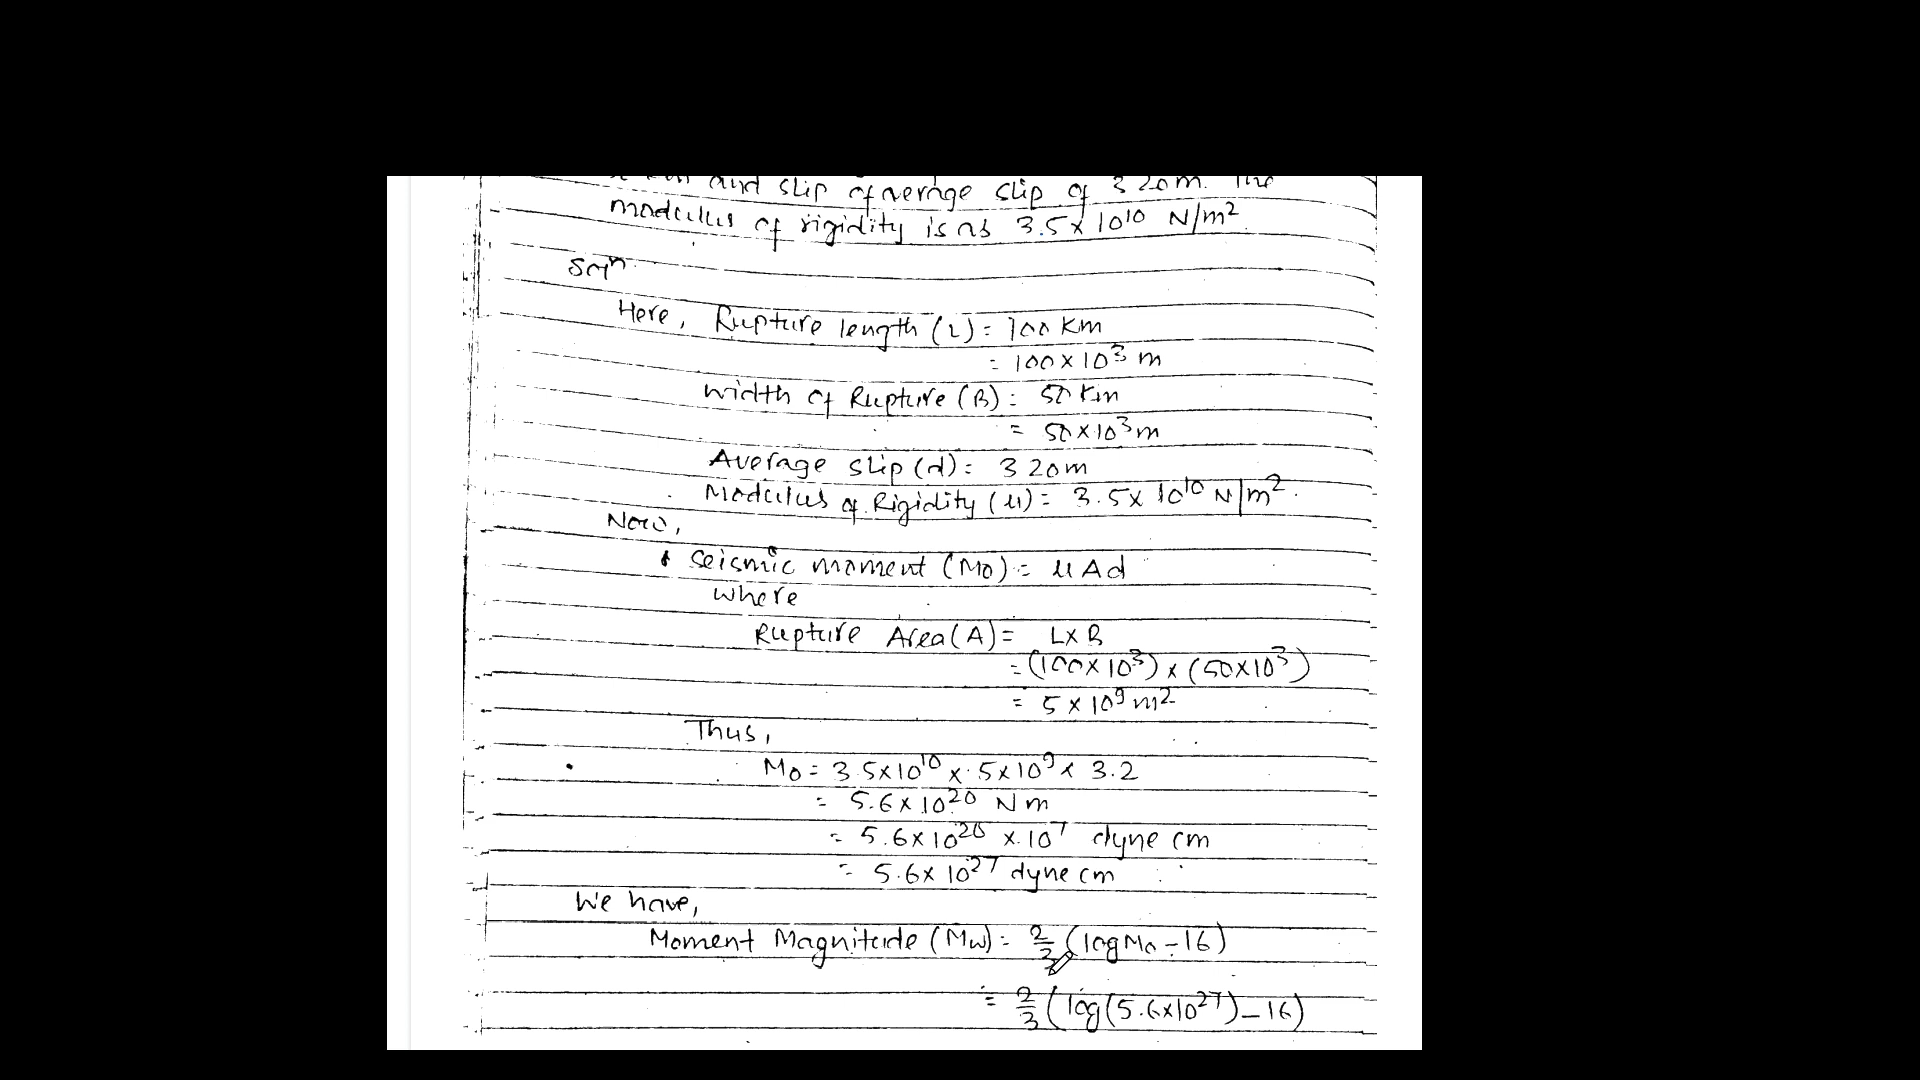 and slip of average slip of 3 20m. The
modulus of rigidity is as 3.5 x 10¹⁰ N/m²
Solⁿ
Here, Rupture length (L) = 100 Km
= 100 x 10³ m
width of Rupture (B) = 50 Km
= 50 x 10³ m
Average slip (d) = 3 20m
Modulus of Rigidity (μ) = 3.5 x 10¹⁰ N/m².
Now,
seismic moment (Mo) = μ A d
where
Rupture Area (A) = L x B
= (100 x 10³) x (50 x 10³)
= 5 x 10⁹ m²
Thus,
Mo = 3.5 x 10¹⁰ x 5 x 10⁹ x 3.2
= 5.6 x 10²⁰ N m
= 5.6 x 10²⁰ x 10⁷ dyne cm
= 5.6 x 10²⁷ dyne cm
We have,
Moment Magnitude (Mw) = 2/3 (log Mo - 16)
= 2/3 (log (5.6 x 10²⁷) - 16)